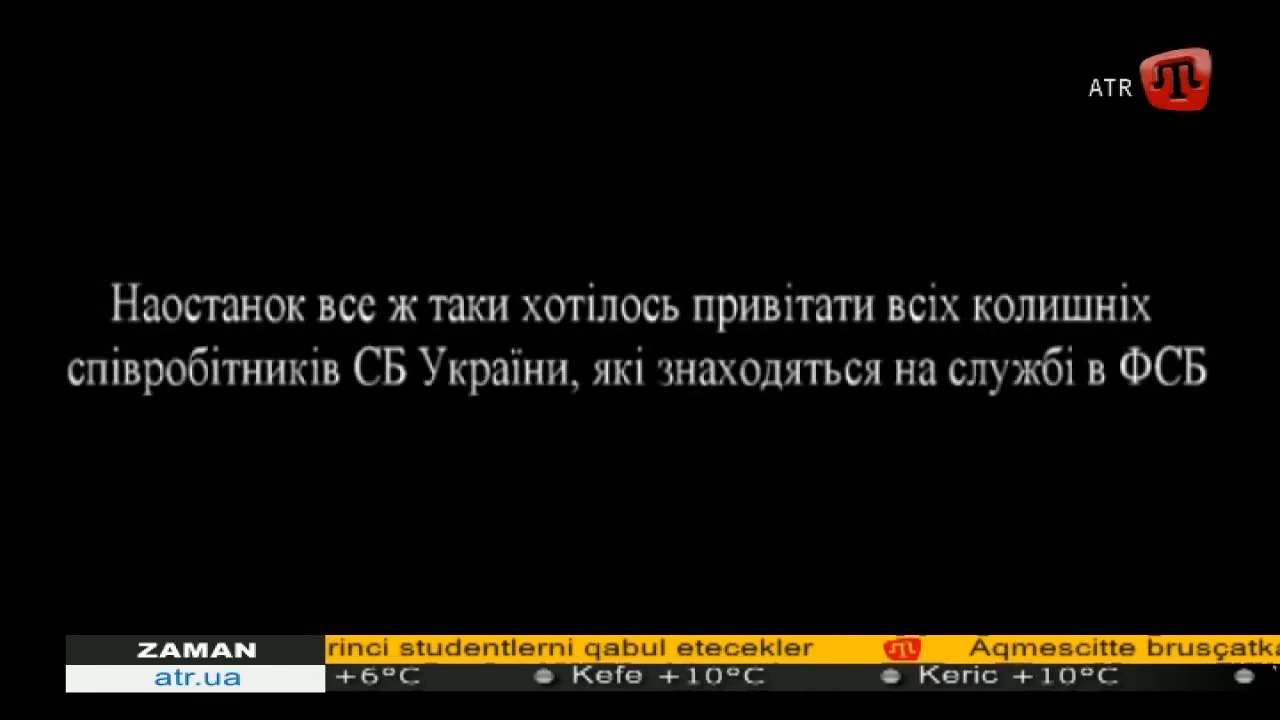 ATR
Наостанок все ж таки хотілось привітати всіх колишніх
співробітників СБ України, які знаходяться на службі в ФСБ
ZAMAN
rinci studentlerni qabul etecekler
Aqmescitte brusçatka
atr.ua
+6°C
Kefe +10°C
Keric +10°C